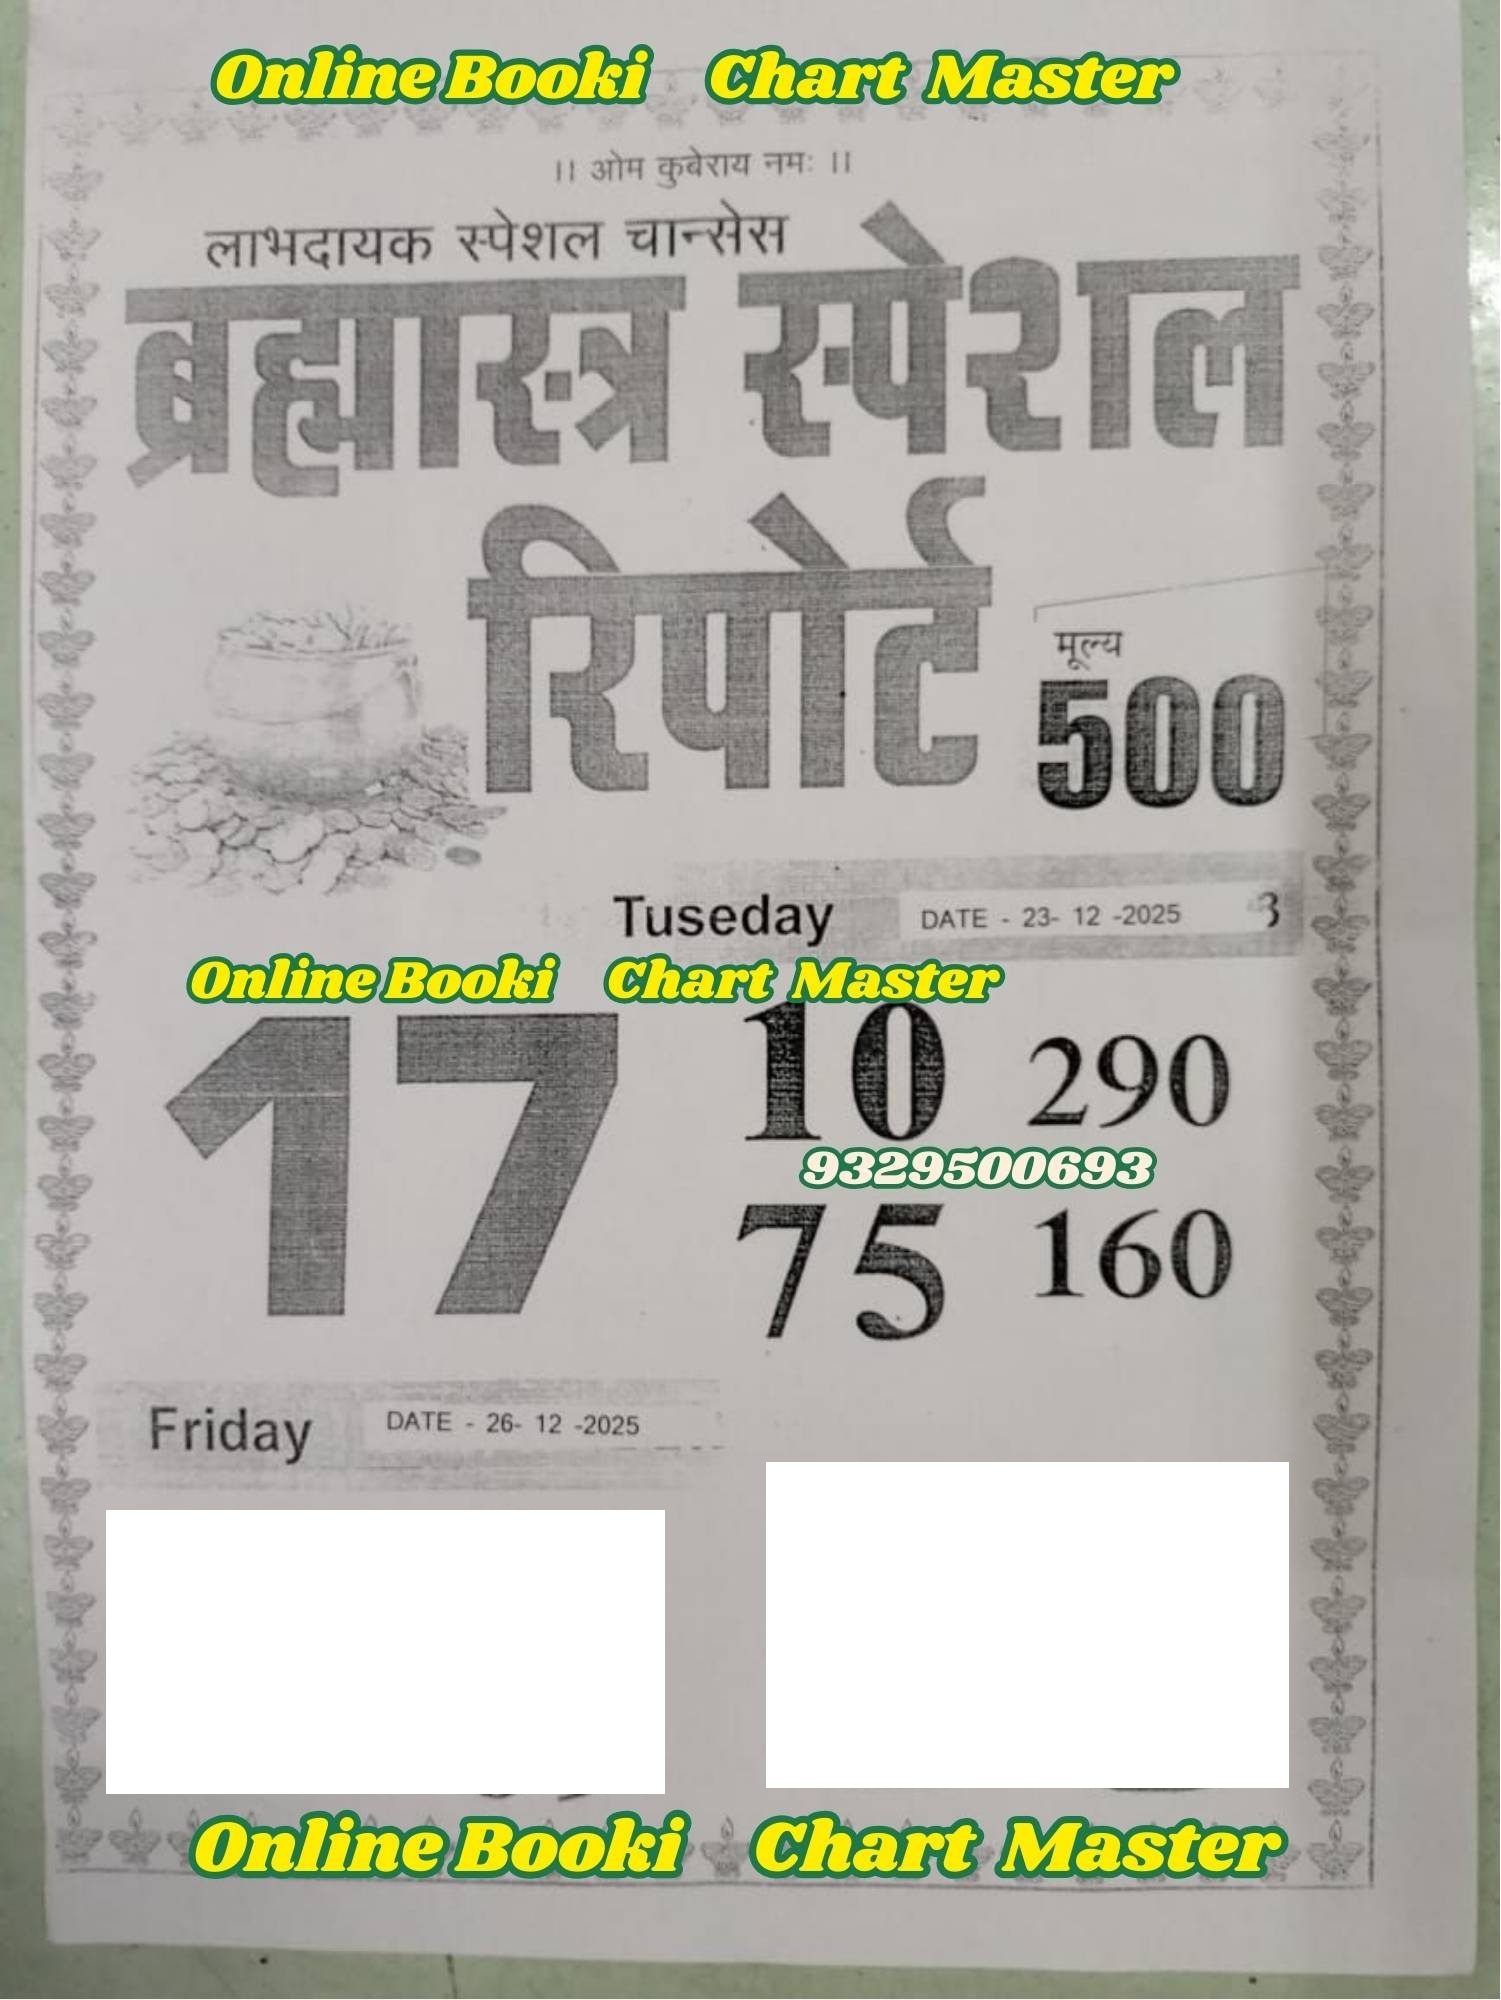 Online Booki Chart Master
।। ओम कुबेराय नमः ।।
लाभदायक स्पेशल चान्सेस
ब्रह्मास्त्र स्पेशल
रिपोर्ट
मूल्य
500
Tuseday DATE - 23- 12 -2025 3
Online Booki Chart Master
17 10 290
9329500693
75 160
Friday DATE - 26- 12 -2025
Online Booki Chart Master